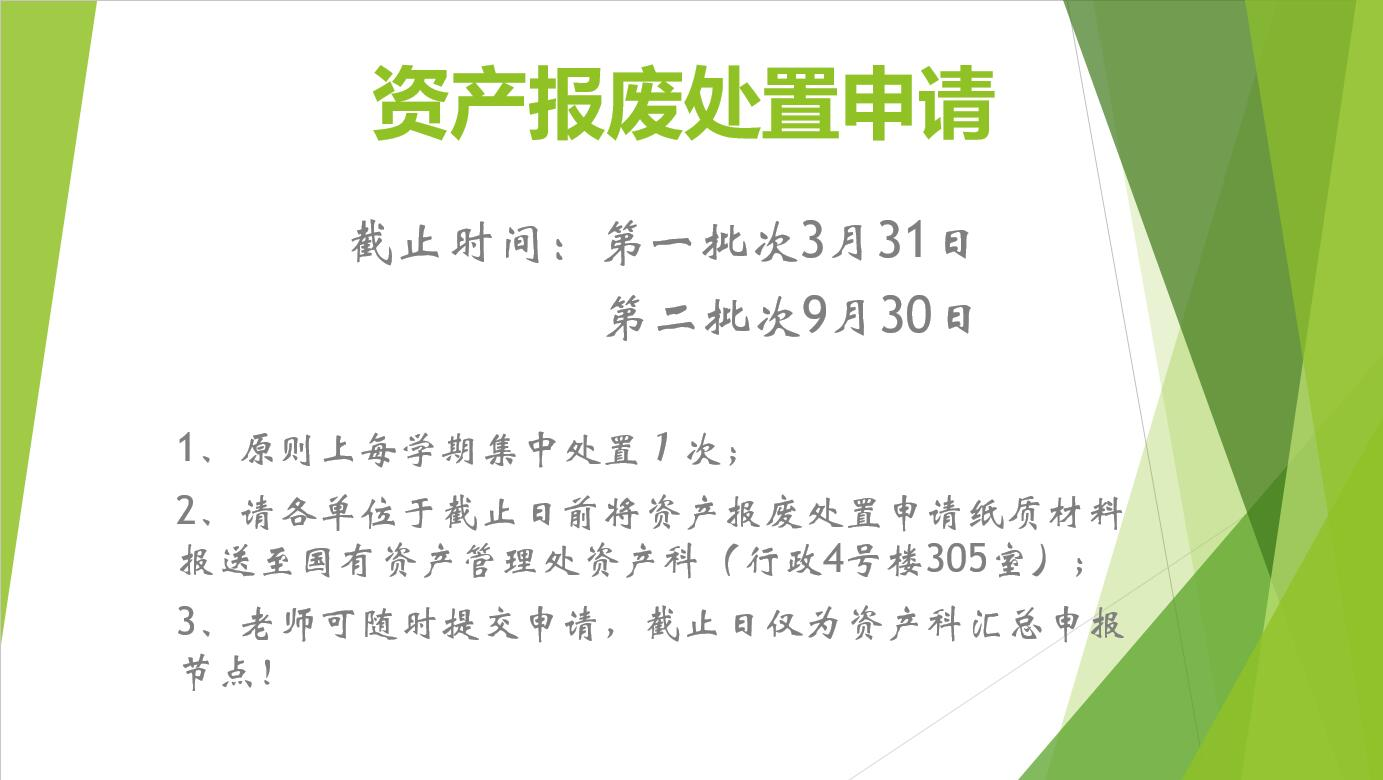 资产报废处置申请
截止时间：第一批次3月31日
第二批次9月30日
1、原则上每学期集中处置1次；
2、请各单位于截止日前将资产报废处置申请纸质材料
报送至国有资产管理处资产科（行政4号楼305室）；
3、老师可随时提交申请，截止日仅为资产科汇总申报
节点！